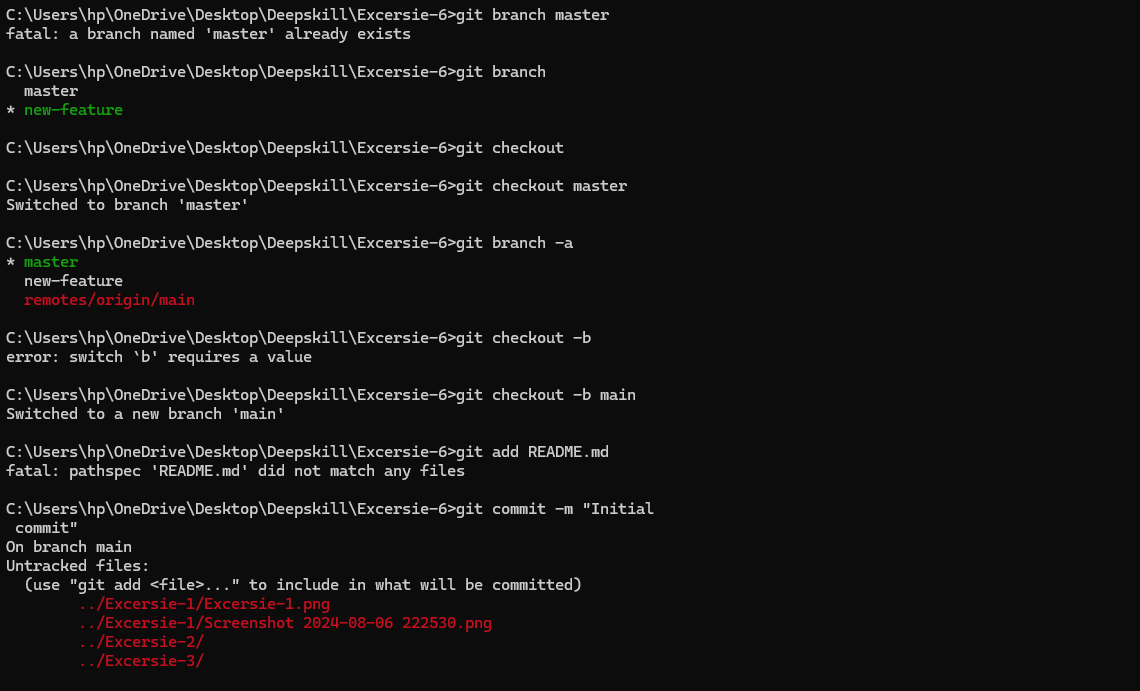 C:\Users\hp\OneDrive\Desktop\Deepskill\Excersie-6>git branch master
fatal: a branch named 'master' already exists
C:\Users\hp\OneDrive\Desktop\Deepskill\Excersie-6>git branch
  master
* new-feature
C:\Users\hp\OneDrive\Desktop\Deepskill\Excersie-6>git checkout
C:\Users\hp\OneDrive\Desktop\Deepskill\Excersie-6>git checkout master
Switched to branch 'master'
C:\Users\hp\OneDrive\Desktop\Deepskill\Excersie-6>git branch -a
* master
  new-feature
  remotes/origin/main
C:\Users\hp\OneDrive\Desktop\Deepskill\Excersie-6>git checkout -b
error: switch `b' requires a value
C:\Users\hp\OneDrive\Desktop\Deepskill\Excersie-6>git checkout -b main
Switched to a new branch 'main'
C:\Users\hp\OneDrive\Desktop\Deepskill\Excersie-6>git add README.md
fatal: pathspec 'README.md' did not match any files
C:\Users\hp\OneDrive\Desktop\Deepskill\Excersie-6>git commit -m "Initial
 commit"
On branch main
Untracked files:
  (use "git add <file>..." to include in what will be committed)
        ../Excersie-1/Excersie-1.png
        ../Excersie-1/Screenshot 2024-08-06 222530.png
        ../Excersie-2/
        ../Excersie-3/